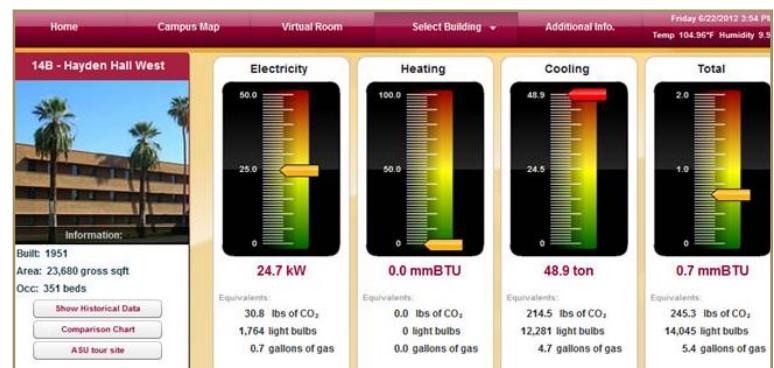 Home Campus Map Virtual Room Select Building Additional Info. Friday 6/22/2012 3:54 PM
Temp 104.96°F Humidity 9.9
14B - Hayden Hall West
Information:
Built: 1951
Area: 23,680 gross sqft
Occ: 351 beds
Show Historical Data
Comparison Chart
ASU tour site
Electricity
50.0
25.0
0
24.7 kW
Equivalents:
30.8 lbs of CO₂
1,764 light bulbs
0.7 gallons of gas
Heating
100.0
50.0
0
0.0 mmBTU
Equivalents:
0.0 lbs of CO₂
0 light bulbs
0.0 gallons of gas
Cooling
48.9
24.5
0
48.9 ton
Equivalents:
214.5 lbs of CO₂
12,281 light bulbs
4.7 gallons of gas
Total
2.0
1.0
0
0.7 mmBTU
Equivalents:
245.3 lbs of CO₂
14,045 light bulbs
5.4 gallons of gas